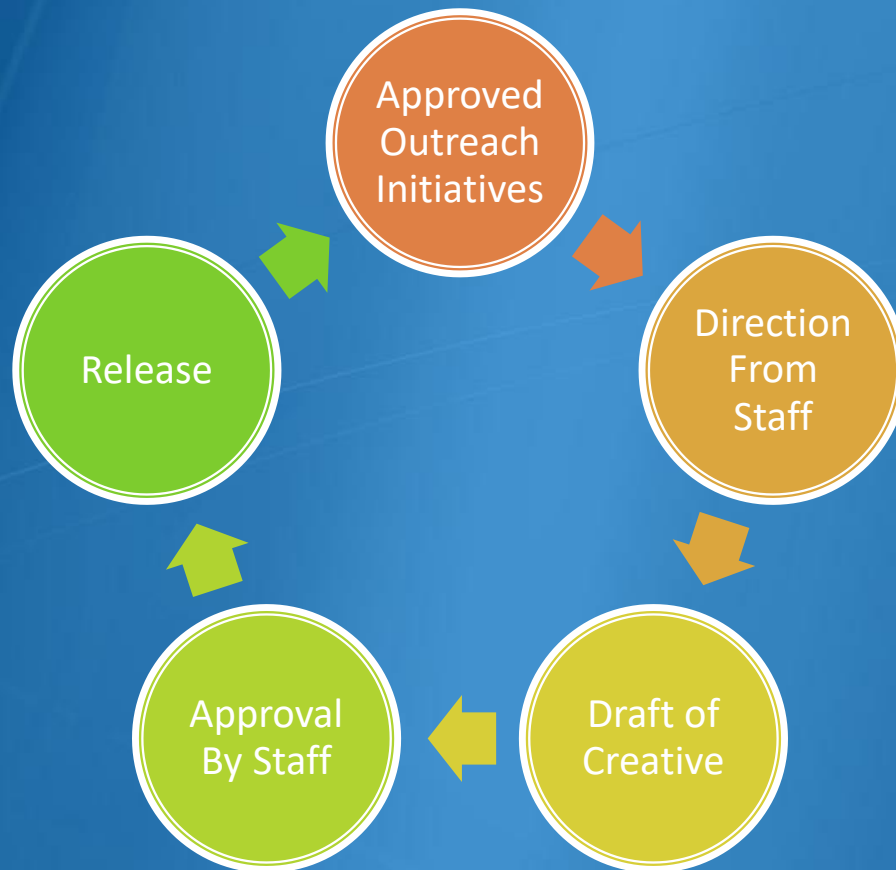 Approved
Outreach
Initiatives
Direction
From
Staff
Draft of
Creative
Approval
By Staff
Release